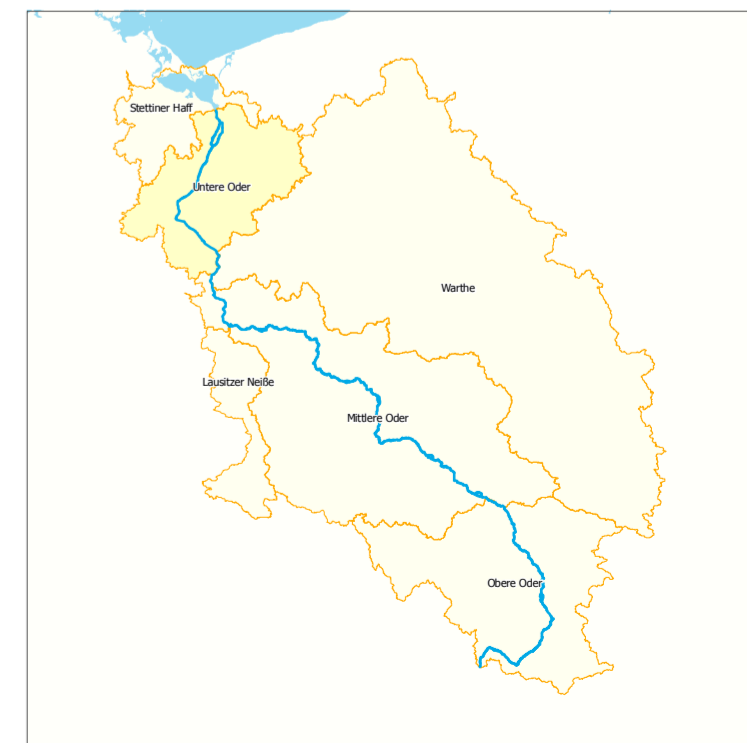 Stettiner Haff
Untere Oder
Warthe
Lausitzer Neiße
Mittlere Oder
Obere Oder